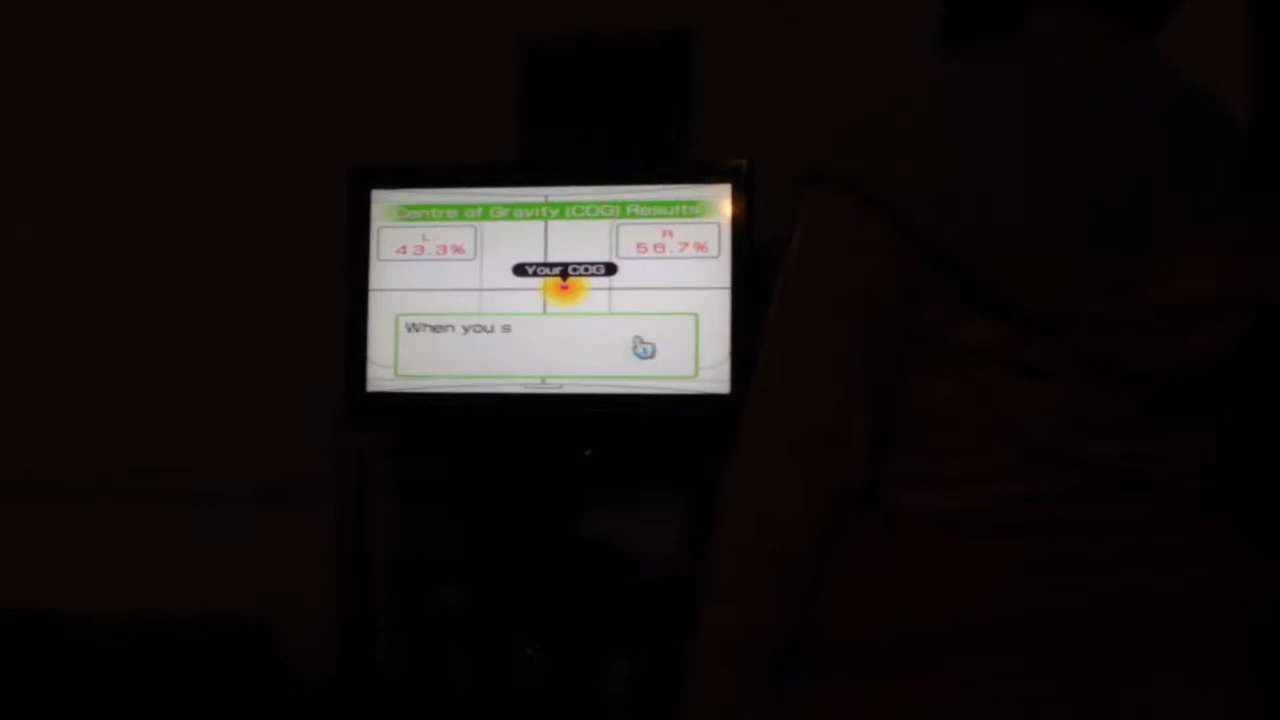 Centre of Gravity (COG) Results
L
43.3%
R
56.7%
Your COG
When you s